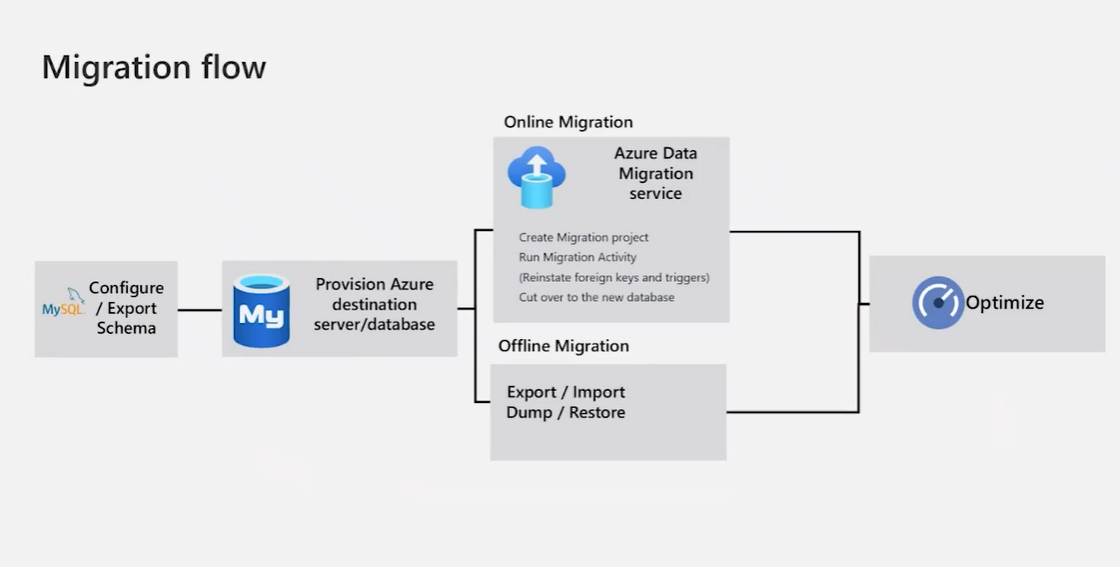 Migration flow
MySQL
Configure
/ Export
Schema
My
Provision Azure
destination
server/database
Online Migration
Azure Data
Migration
service
Create Migration project
Run Migration Activity
(Reinstate foreign keys and triggers)
Cut over to the new database
Offline Migration
Export / Import
Dump / Restore
Optimize